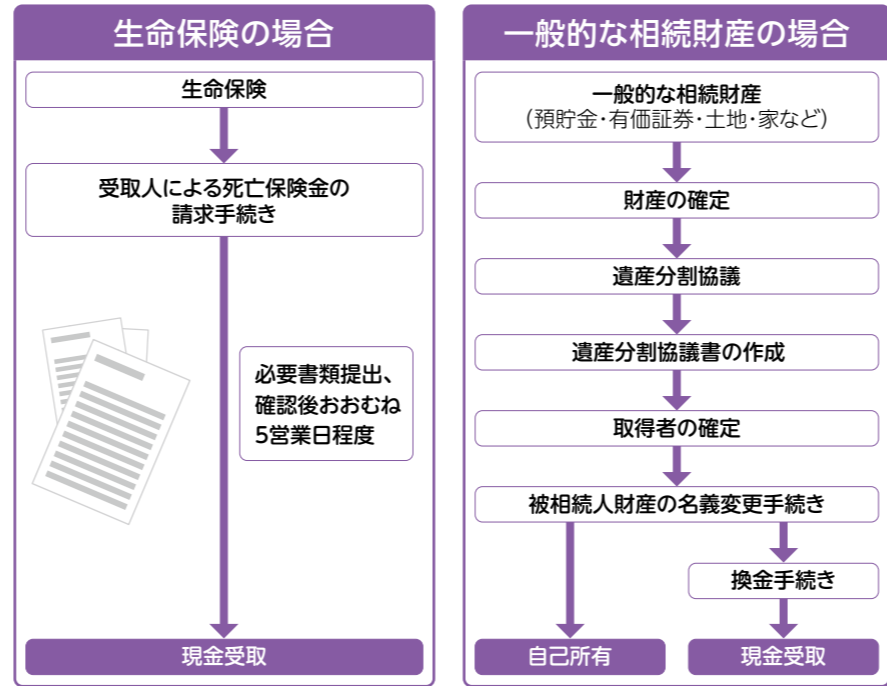 生命保険の場合
生命保険
受取人による死亡保険金の
請求手続き
必要書類提出、
確認後おおむね
5営業日程度
現金受取
一般的な相続財産の場合
一般的な相続財産
（預貯金・有価証券・土地・家など）
財産の確定
遺産分割協議
遺産分割協議書の作成
取得者の確定
被相続人財産の名義変更手続き
換金手続き
自己所有
現金受取